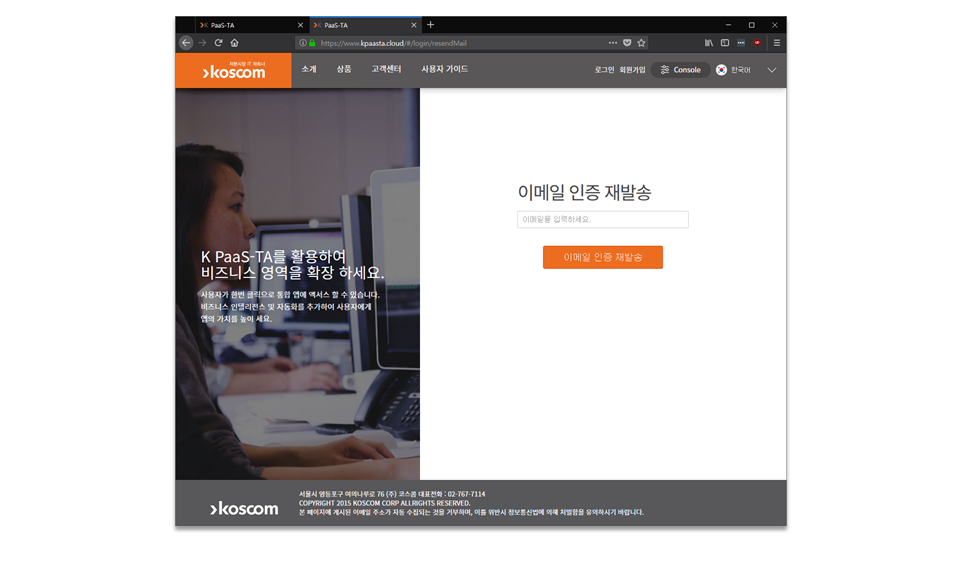 K PaaS-TA
K PaaS-TA
https://www.kpaasta.cloud/#/login/resendMail
자본시장 IT 파트너
koscom
소개 상품 고객센터 사용자 가이드
로그인 회원가입 Console 한국어
K PaaS-TA를 활용하여
비즈니스 영역을 확장 하세요.
사용자가 한번 클릭으로 통합 앱에 액서스 할 수 있습니다.
비즈니스 인텔리전스 및 자동화를 추가하여 사용자에게
앱의 가치를 높이 세요.
이메일 인증 재발송
이메일을 입력하세요.
이메일 인증 재발송
koscom
서울시 영등포구 여의나루로 76 (주) 코스콤 대표전화 : 02-767-7114
COPYRIGHT 2015 KOSCOM CORP ALLRIGHTS RESERVED.
본 페이지에 게시된 이메일 주소가 자동 수집되는 것을 거부하며, 이를 위반시 정보통신법에 의해 처벌함을 유의하시기 바랍니다.